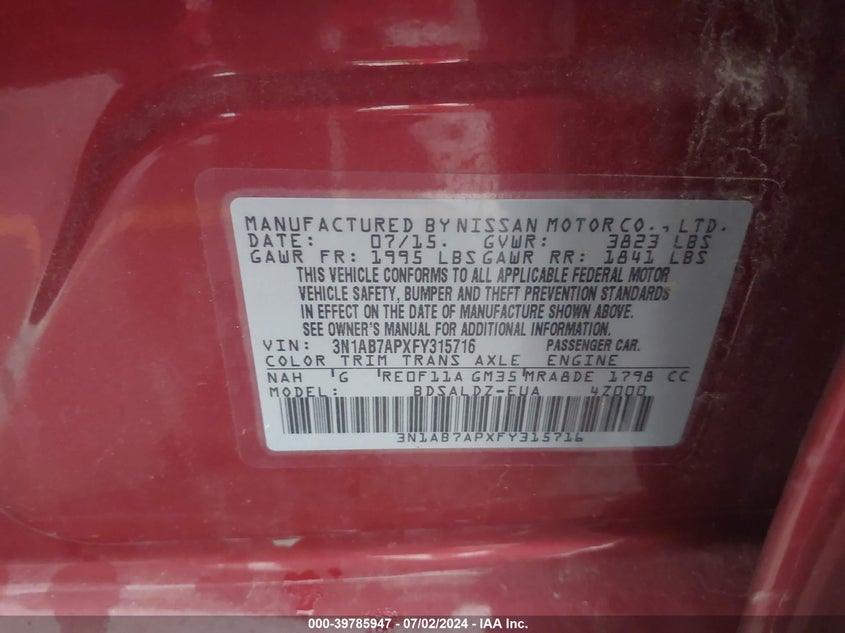 MANUFACTURED BY NISSAN MOTOR CO., LTD.
DATE: 07/15. GVWR: 3823 LBS
GAWR FR: 1995 LBS GAWR RR: 1841 LBS
THIS VEHICLE CONFORMS TO ALL APPLICABLE FEDERAL MOTOR
VEHICLE SAFETY, BUMPER AND THEFT PREVENTION STANDARDS
IN EFFECT ON THE DATE OF MANUFACTURE SHOWN ABOVE.
SEE OWNER'S MANUAL FOR ADDITIONAL INFORMATION.
VIN: 3N1AB7APXFY315716 PASSENGER CAR.
COLOR TRIM TRANS AXLE ENGINE
NAH 'G 'RE0F11A GM35'MRA8DE 1798 CC
MODEL: BDSALDZ-EUA 4Z000
3N1AB7APXFY315716
000-39785947 - 07/02/2024 - IAA Inc.